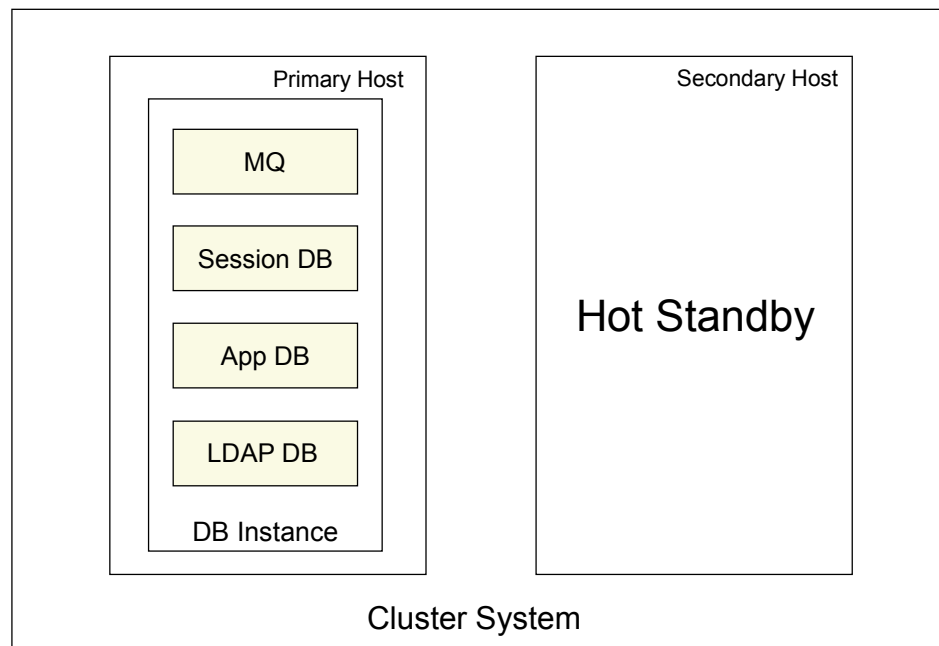 Primary Host
MQ
Session DB
App DB
LDAP DB
DB Instance
Secondary Host
Hot Standby
Cluster System